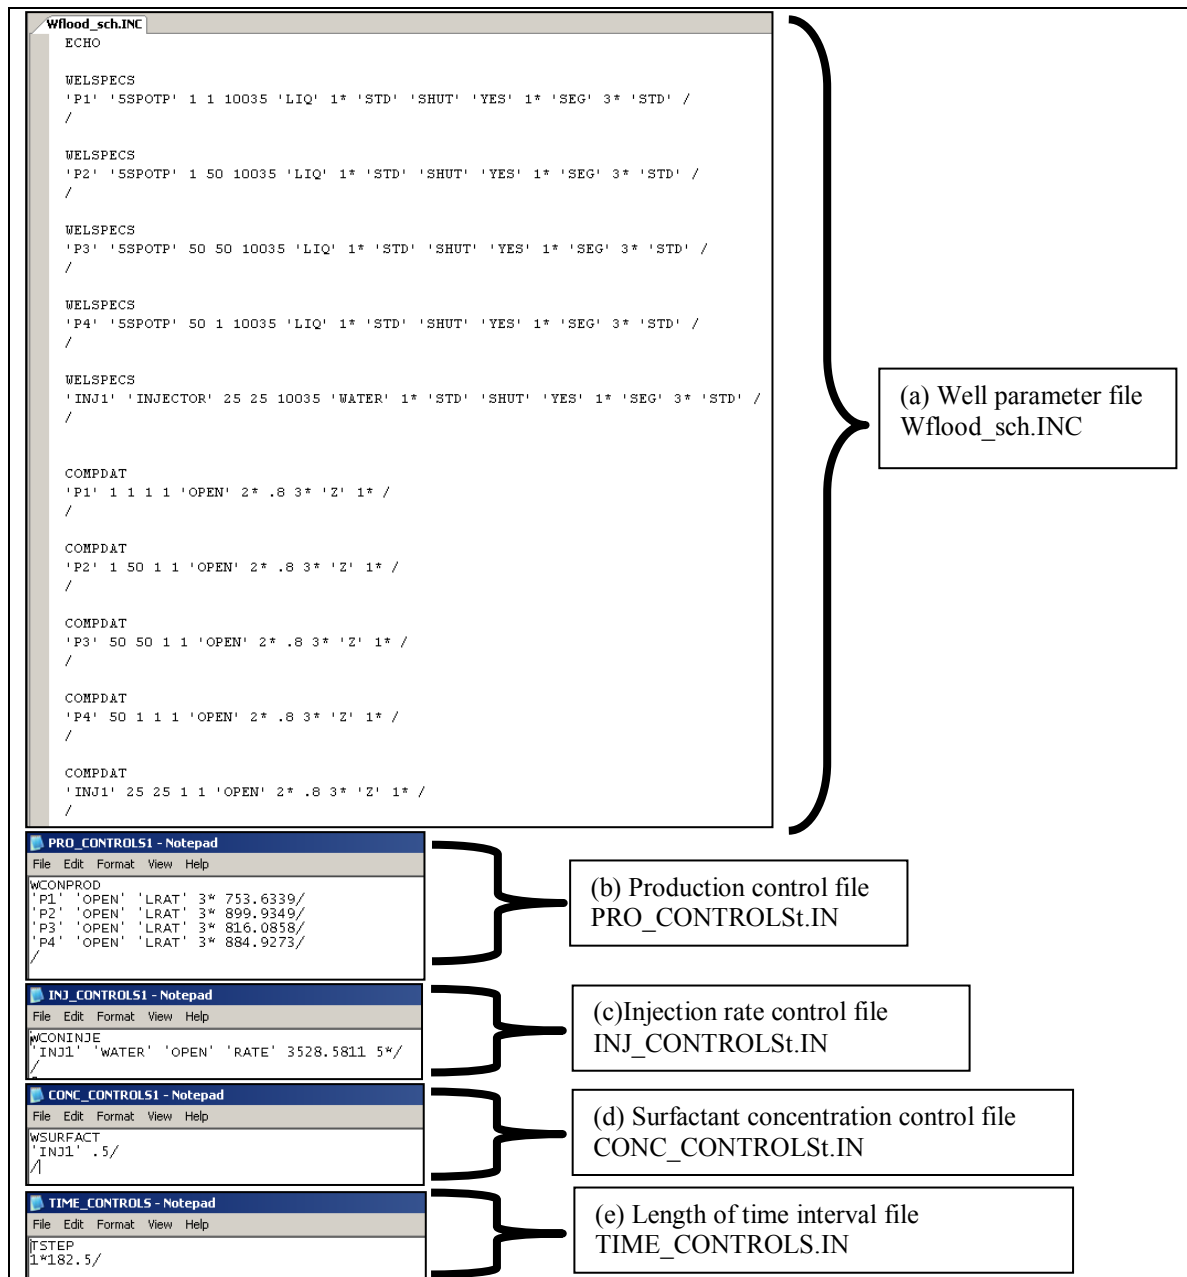 Wflood_sch.INC
ECHO
WELSPECS
'P1' '5SPOTP' 1 1 10035 'LIQ' 1* 'STD' 'SHUT' 'YES' 1* 'SEG' 3* 'STD' /
/
WELSPECS
'P2' '5SPOTP' 1 50 10035 'LIQ' 1* 'STD' 'SHUT' 'YES' 1* 'SEG' 3* 'STD' /
/
WELSPECS
'P3' '5SPOTP' 50 50 10035 'LIQ' 1* 'STD' 'SHUT' 'YES' 1* 'SEG' 3* 'STD' /
/
WELSPECS
'P4' '5SPOTP' 50 1 10035 'LIQ' 1* 'STD' 'SHUT' 'YES' 1* 'SEG' 3* 'STD' /
/
WELSPECS
'INJ1' 'INJECTOR' 25 25 10035 'WATER' 1* 'STD' 'SHUT' 'YES' 1* 'SEG' 3* 'STD' /
/
COMPDAT
'P1' 1 1 1 1 'OPEN' 2* .8 3* 'Z' 1* /
/
COMPDAT
'P2' 1 50 1 1 'OPEN' 2* .8 3* 'Z' 1* /
/
COMPDAT
'P3' 50 50 1 1 'OPEN' 2* .8 3* 'Z' 1* /
/
COMPDAT
'P4' 50 1 1 1 'OPEN' 2* .8 3* 'Z' 1* /
/
COMPDAT
'INJ1' 25 25 1 1 'OPEN' 2* .8 3* 'Z' 1* /
/
(a) Well parameter file
Wflood_sch.INC
PRO_CONTROLS1 - Notepad
File Edit Format View Help
WCONPROD
'P1' 'OPEN' 'LRAT' 3* 753.6339/
'P2' 'OPEN' 'LRAT' 3* 899.9349/
'P3' 'OPEN' 'LRAT' 3* 816.0858/
'P4' 'OPEN' 'LRAT' 3* 884.9273/
/
(b) Production control file
PRO_CONTROLSt.IN
INJ_CONTROLS1 - Notepad
File Edit Format View Help
WCONINJE
'INJ1' 'WATER' 'OPEN' 'RATE' 3528.5811 5*/
/
(c)Injection rate control file
INJ_CONTROLSt.IN
CONC_CONTROLS1 - Notepad
File Edit Format View Help
WSURFACT
'INJ1' .5/
/
(d) Surfactant concentration control file
CONC_CONTROLSt.IN
TIME_CONTROLS - Notepad
File Edit Format View Help
TSTEP
1*182.5/
(e) Length of time interval file
TIME_CONTROLS.IN